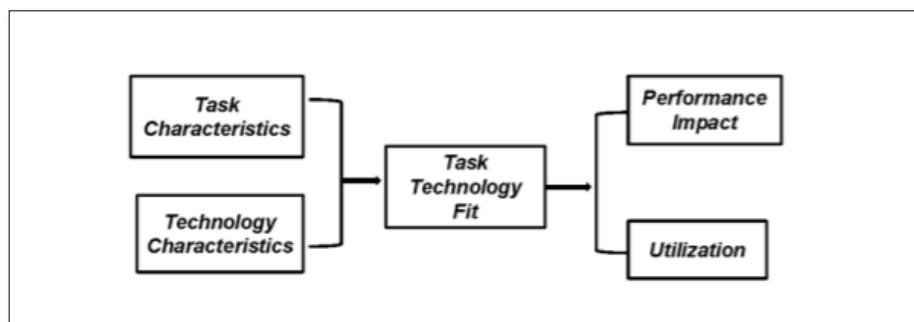 Task
Characteristics
Technology
Characteristics
Task
Technology
Fit
Performance
Impact
Utilization